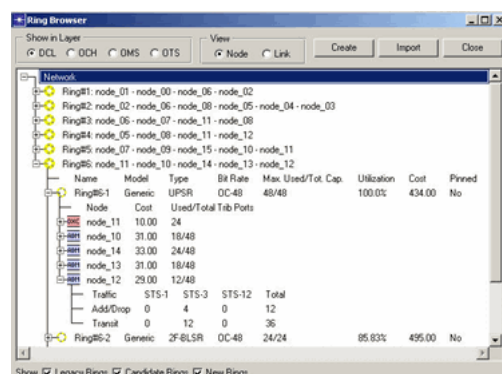 Ring Browser
Show in Layer
DCL OCH OMS OTS
View
Node Link
Create Import Close
Network
Ring#1: node_01 - node_00 - node_06 - node_02
Ring#2: node_02 - node_06 - node_08 - node_05 - node_04 - node_03
Ring#3: node_06 - node_07 - node_11 - node_08
Ring#4: node_05 - node_08 - node_11 - node_12
Ring#5: node_07 - node_09 - node_15 - node_10 - node_11
Ring#6: node_11 - node_10 - node_14 - node_13 - node_12
Name Model Type Bit Rate Max. Used/Tot. Cap. Utilization Cost Pinned
Ring#6-1 Generic UPSR OC-48 48/48 100.0% 434.00 No
Node Cost Used/Total Trib Ports
node_11 10.00 24
ADM node_10 31.00 18/48
ADM node_14 33.00 24/48
ADM node_13 31.00 18/48
ADM node_12 29.00 12/48
Traffic STS-1 STS-3 STS-12 Total
Add/Drop 0 4 0 12
Transit 0 12 0 36
Ring#6-2 Generic 2F-BLSR OC-48 24/24 85.83% 495.00 No
Show Legacy Rings Candidate Rings New Rings